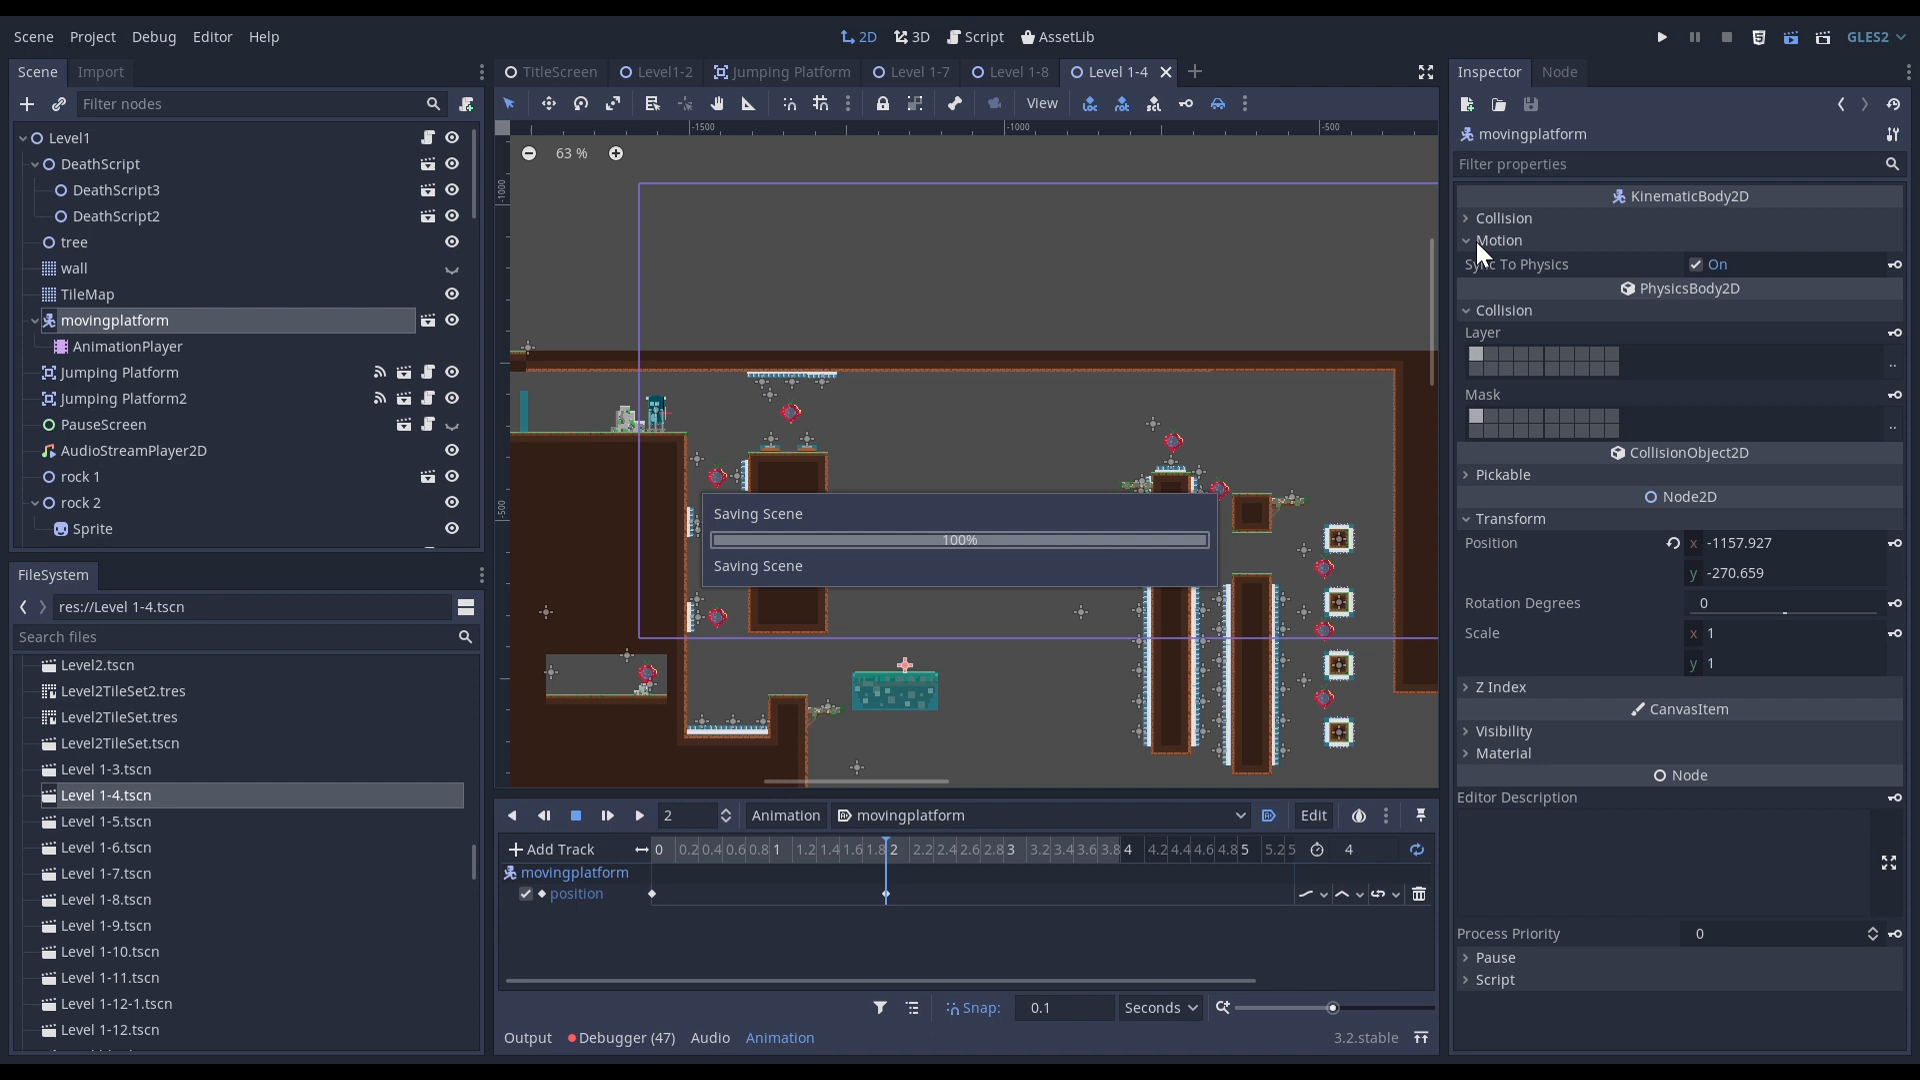 Scene Project Debug Editor Help
2D 3D Script AssetLib
GLES2
Scene Import
TitleScreen Level1-2 Jumping Platform Level 1-7 Level 1-8 Level 1-4
Inspector Node
Filter nodes
View
Level1
DeathScript
DeathScript3
DeathScript2
tree
wall
TileMap
movingplatform
AnimationPlayer
Jumping Platform
Jumping Platform2
PauseScreen
AudioStreamPlayer2D
rock 1
rock 2
Sprite
FileSystem
res://Level 1-4.tscn
Search files
Level2.tscn
Level2TileSet2.tres
Level2TileSet.tres
Level2TileSet.tscn
Level 1-3.tscn
Level 1-4.tscn
Level 1-5.tscn
Level 1-6.tscn
Level 1-7.tscn
Level 1-8.tscn
Level 1-9.tscn
Level 1-10.tscn
Level 1-11.tscn
Level 1-12-1.tscn
Level 1-12.tscn
-1500 -1000 -500
63 %
-1000
-500
Saving Scene
100%
Saving Scene
2 Animation movingplatform Edit
Add Track 0 0.2 0.4 0.6 0.8 1 1.2 1.4 1.6 1.8 2 2.2 2.4 2.6 2.8 3 3.2 3.4 3.6 3.8 4 4.2 4.4 4.6 4.8 5 5.2 5 4
movingplatform
position
Snap: 0.1 Seconds
Output Debugger (47) Audio Animation 3.2.stable
movingplatform
Filter properties
KinematicBody2D
Collision
Motion
Sync To Physics On
PhysicsBody2D
Collision
Layer
Mask
CollisionObject2D
Pickable
Node2D
Transform
Position x -1157.927
y -270.659
Rotation Degrees 0
Scale x 1
y 1
Z Index
CanvasItem
Visibility
Material
Node
Editor Description
Process Priority 0
Pause
Script